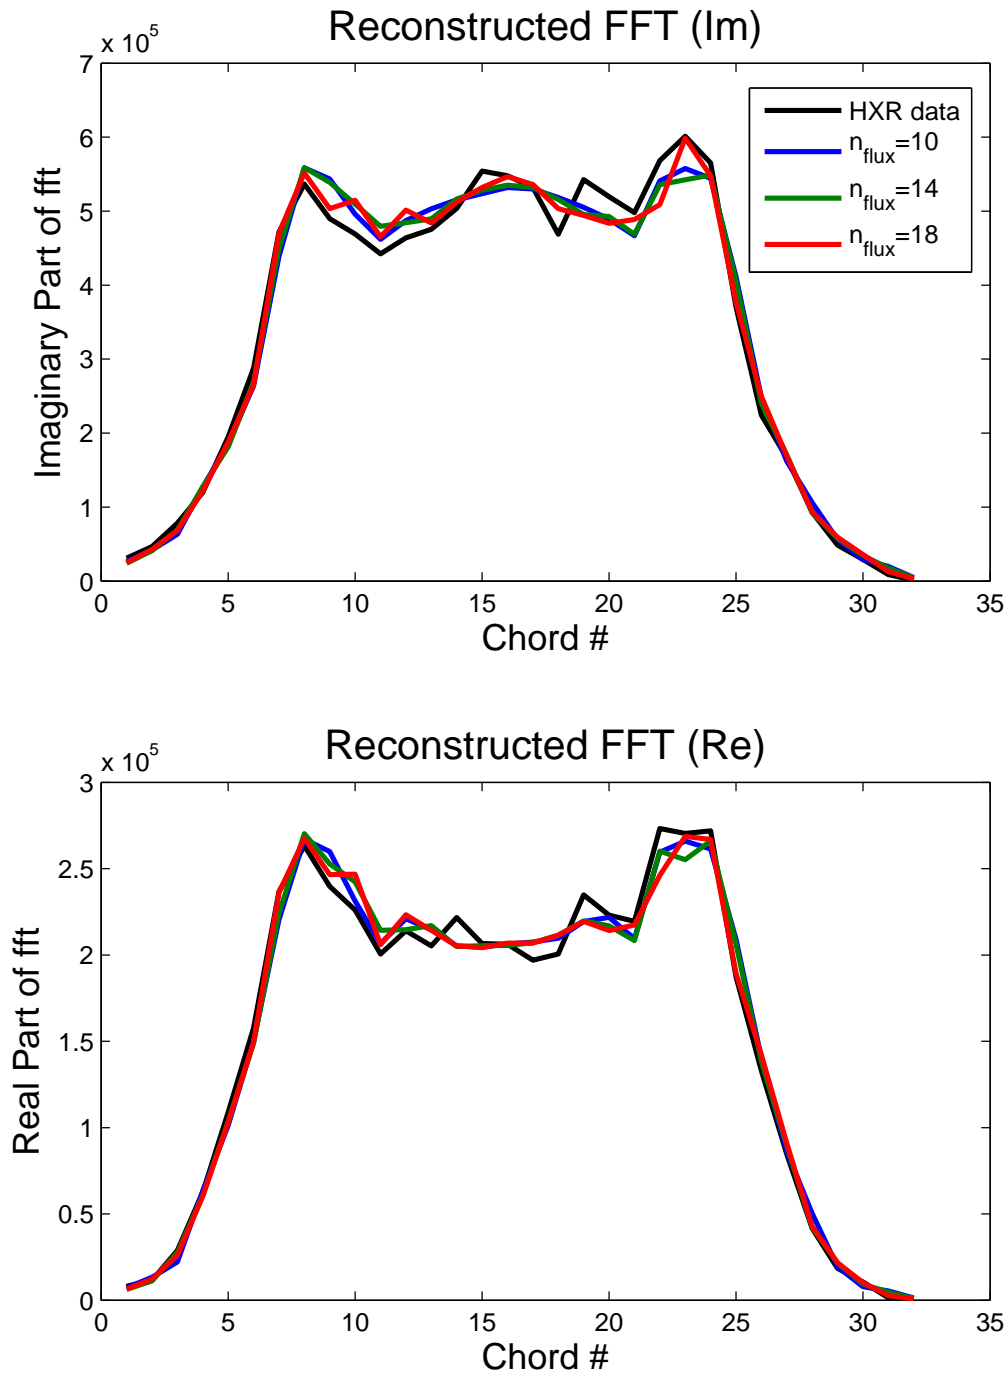 Reconstructed FFT (Im)
x 10^5
7
6
5
4
3
2
1
0
Imaginary Part of fft
HXR data
n_flux=10
n_flux=14
n_flux=18
0 5 10 15 20 25 30 35
Chord #
Reconstructed FFT (Re)
x 10^5
3
2.5
2
1.5
1
0.5
0
Real Part of fft
0 5 10 15 20 25 30 35
Chord #